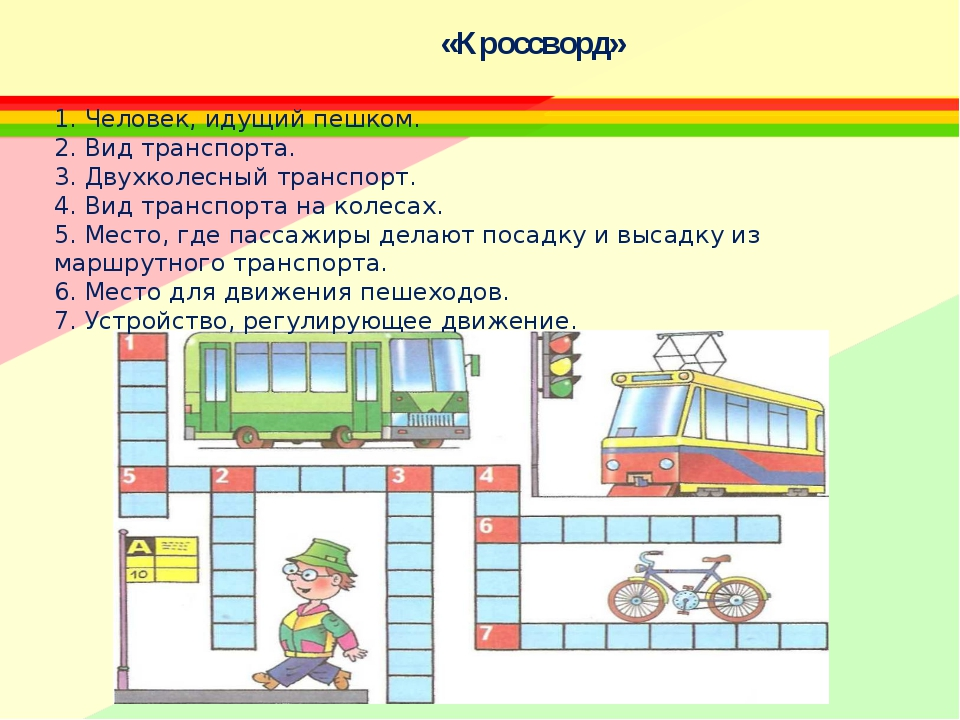 «Кроссворд»
1. Человек, идущий пешком.
2. Вид транспорта.
3. Двухколесный транспорт.
4. Вид транспорта на колесах.
5. Место, где пассажиры делают посадку и высадку из
маршрутного транспорта.
6. Место для движения пешеходов.
7. Устройство, регулирующее движение.
1
5 2 3 4
6
А
10
7